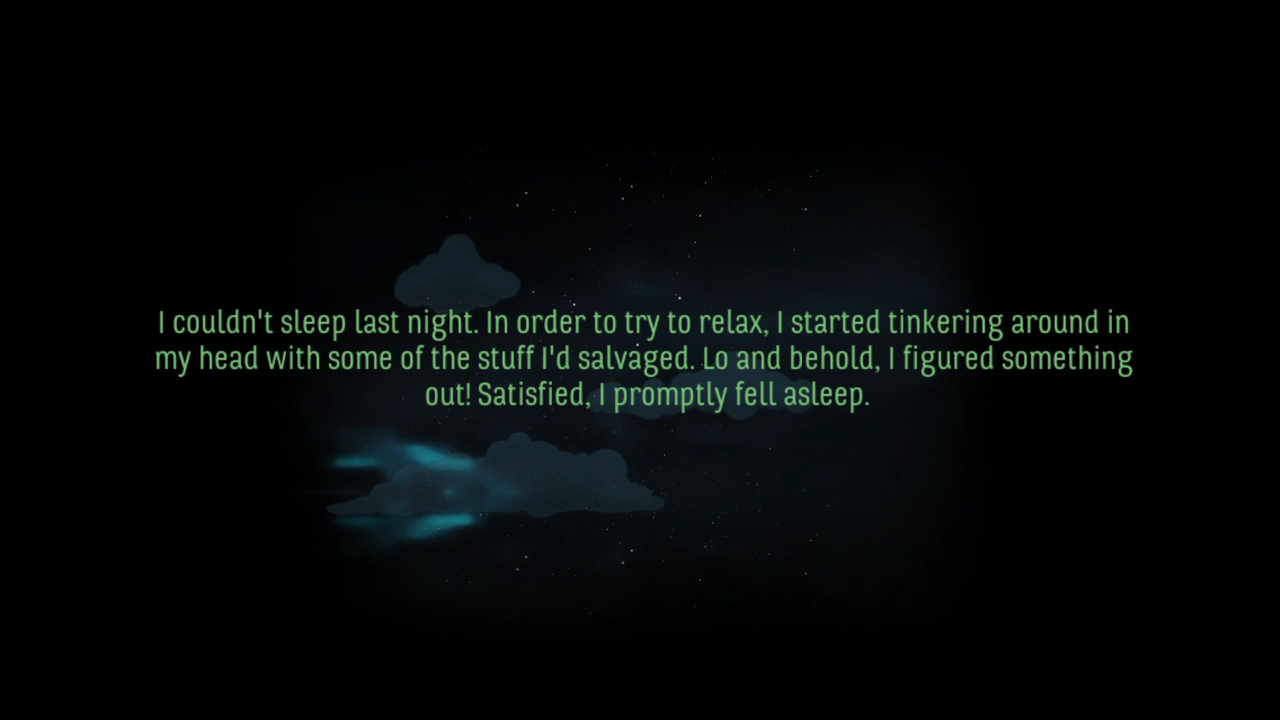 I couldn't sleep last night. In order to try to relax, I started tinkering around in
my head with some of the stuff I'd salvaged. Lo and behold, I figured something
out! Satisfied, I promptly fell asleep.